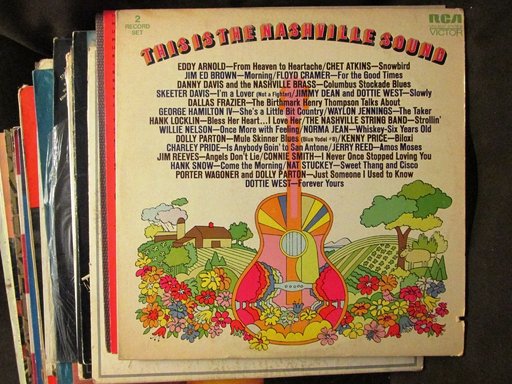 2
RECORD
SET
RCA
VICTOR
THIS IS THE NASHVILLE SOUND
EDDY ARNOLD—From Heaven to Heartache/CHET ATKINS—Snowbird
JIM ED BROWN—Morning/FLOYD CRAMER—For the Good Times
DANNY DAVIS and the NASHVILLE BRASS—Columbus Stockade Blues
SKEETER DAVIS—I'm a Lover (Not a Fighter)/JIMMY DEAN and DOTTIE WEST—Slowly
DALLAS FRAZIER—The Birthmark Henry Thompson Talks About
GEORGE HAMILTON IV—She's a Little Bit Country/WAYLON JENNINGS—The Taker
HANK LOCKLIN—Bless Her Heart...I Love Her/THE NASHVILLE STRING BAND—Strollin'
WILLIE NELSON—Once More with Feeling/NORMA JEAN—Whiskey-Six Years Old
DOLLY PARTON—Mule Skinner Blues (Blue Yodel #8)/KENNY PRICE—Biloxi
CHARLEY PRIDE—Is Anybody Goin' to San Antone/JERRY REED—Amos Moses
JIM REEVES—Angels Don't Lie/CONNIE SMITH—I Never Once Stopped Loving You
HANK SNOW—Come the Morning/NAT STUCKEY—Sweet Thang and Cisco
PORTER WAGONER and DOLLY PARTON—Just Someone I Used to Know
DOTTIE WEST—Forever Yours